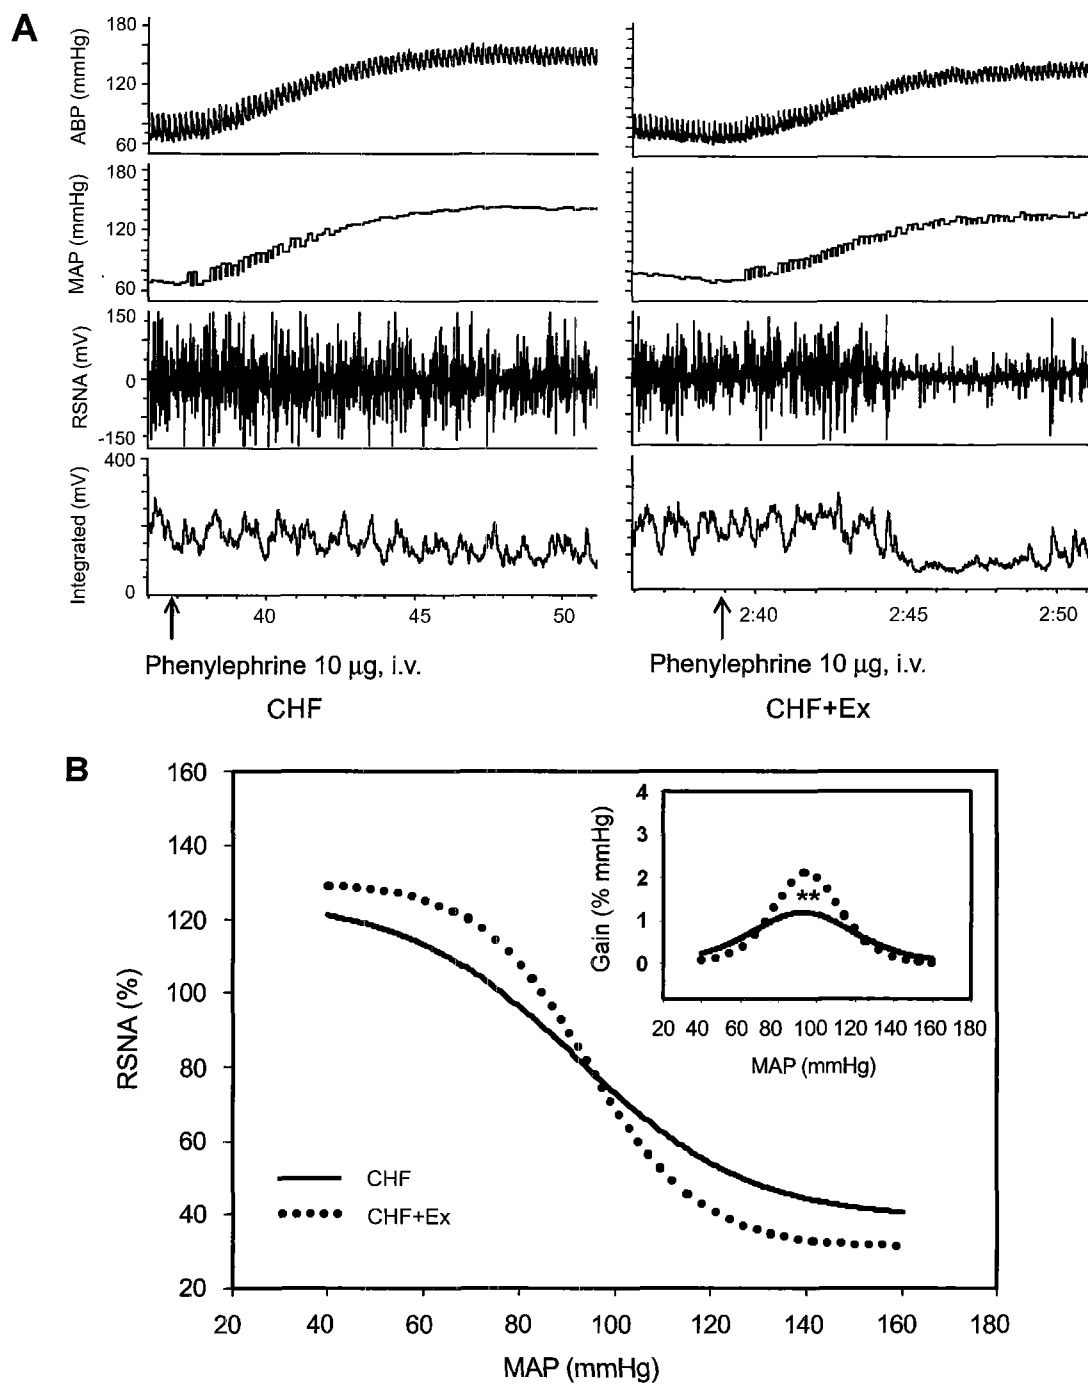 A
ABP (mmHg)
180
120
60
MAP (mmHg)
180
120
60
RSNA (mV)
150
0
-150
Integrated (mV)
400
200
0
40 45 50
2:40 2:45 2:50
Phenylephrine 10 µg, i.v.
CHF
Phenylephrine 10 µg, i.v.
CHF+Ex
B
RSNA (%)
160
140
120
100
80
60
40
20
20 40 60 80 100 120 140 160 180
MAP (mmHg)
CHF
CHF+Ex
Gain (% mmHg)
4
3
2
1
0
**
20 40 60 80 100 120 140 160 180
MAP (mmHg)